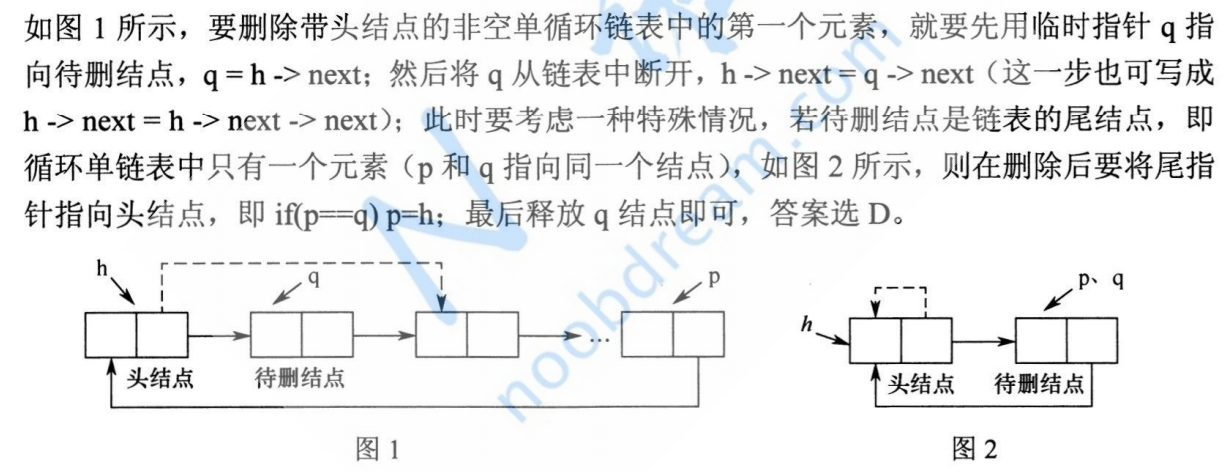 如图 1 所示，要删除带头结点的非空单循环链表中的第一个元素，就要先用临时指针 q 指
向待删结点，q = h -> next；然后将 q 从链表中断开，h -> next = q -> next（这一步也可写成
h -> next = h -> next -> next）；此时要考虑一种特殊情况，若待删结点是链表的尾结点，即
循环单链表中只有一个元素（p 和 q 指向同一个结点），如图 2 所示，则在删除后要将尾指
针指向头结点，即 if(p==q) p=h；最后释放 q 结点即可，答案选 D。
h
q
p
...
头结点
待删结点
图 1
h
p、q
头结点
待删结点
图 2
noobdream.com